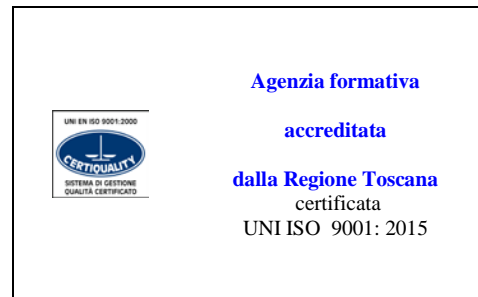 UNI EN ISO 9001:2000
CERTIQUALITY
SISTEMA DI GESTIONE
QUALITÀ CERTIFICATO
Agenzia formativa
accreditata
dalla Regione Toscana
certificata
UNI ISO  9001: 2015